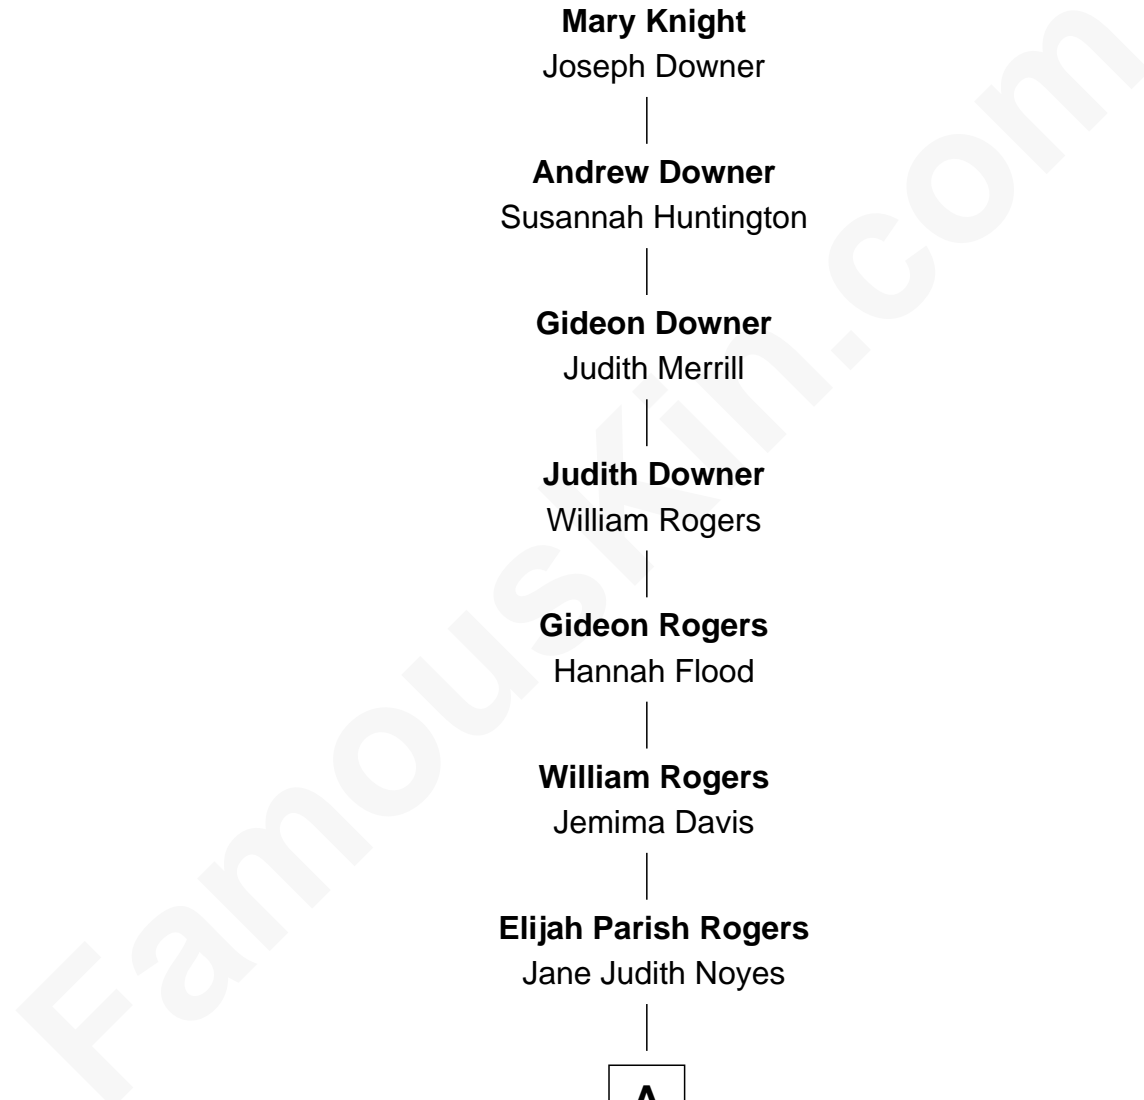 Mary Knight
Joseph Downer
Andrew Downer
Susannah Huntington
Gideon Downer
Judith Merrill
Judith Downer
William Rogers
Gideon Rogers
Hannah Flood
William Rogers
Jemima Davis
Elijah Parish Rogers
Jane Judith Noyes
A
FamousKin.com